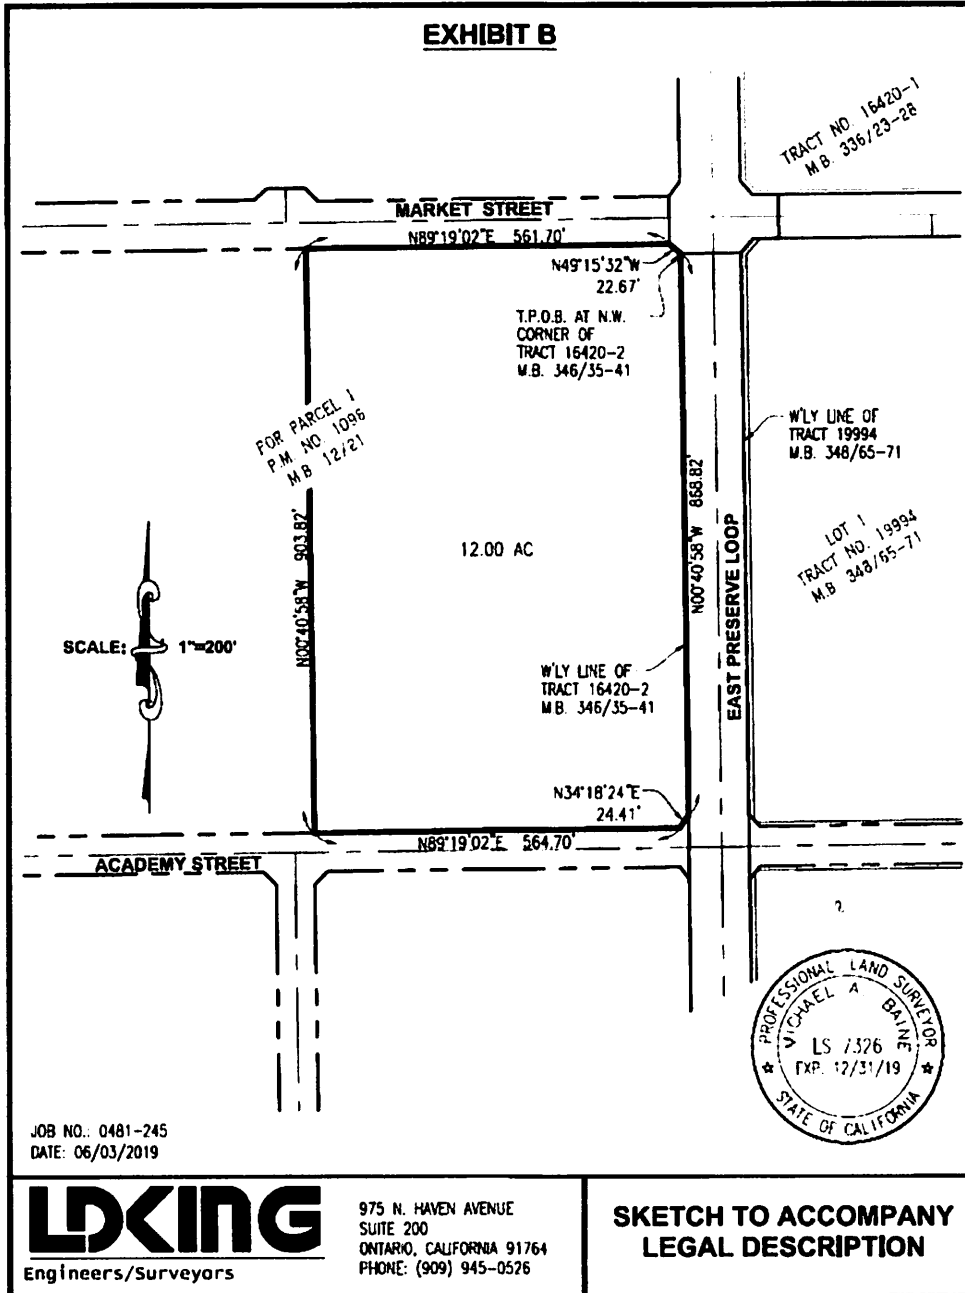 EXHIBIT B
TRACT NO. 16420-1
M.B. 336/23-28
MARKET STREET
N89°19'02"E 561.70'
N49°15'32"W
22.67'
T.P.O.B. AT N.W.
CORNER OF
TRACT 16420-2
M.B. 346/35-41
FOR PARCEL 1
P.M. NO. 1096
M.B 12/21
W'LY LINE OF
TRACT 19994
M.B. 348/65-71
LOT 1
TRACT NO. 19994
M.B 348/65-71
N00°40'58"W 903.82'
12.00 AC
N00°40'58"W 868.82'
EAST PRESERVE LOOP
SCALE: 1"=200'
W'LY LINE OF
TRACT 16420-2
M.B. 346/35-41
N34°18'24"E
24.41'
N89°19'02"E 564.70'
ACADEMY STREET
PROFESSIONAL LAND SURVEYOR
MICHAEL A. BAINE
LS 7326
EXP. 12/31/19
STATE OF CALIFORNIA
JOB NO.: 0481-245
DATE: 06/03/2019
LDKING
Engineers/Surveyors
975 N. HAVEN AVENUE
SUITE 200
ONTARIO, CALIFORNIA 91764
PHONE: (909) 945-0526
SKETCH TO ACCOMPANY
LEGAL DESCRIPTION